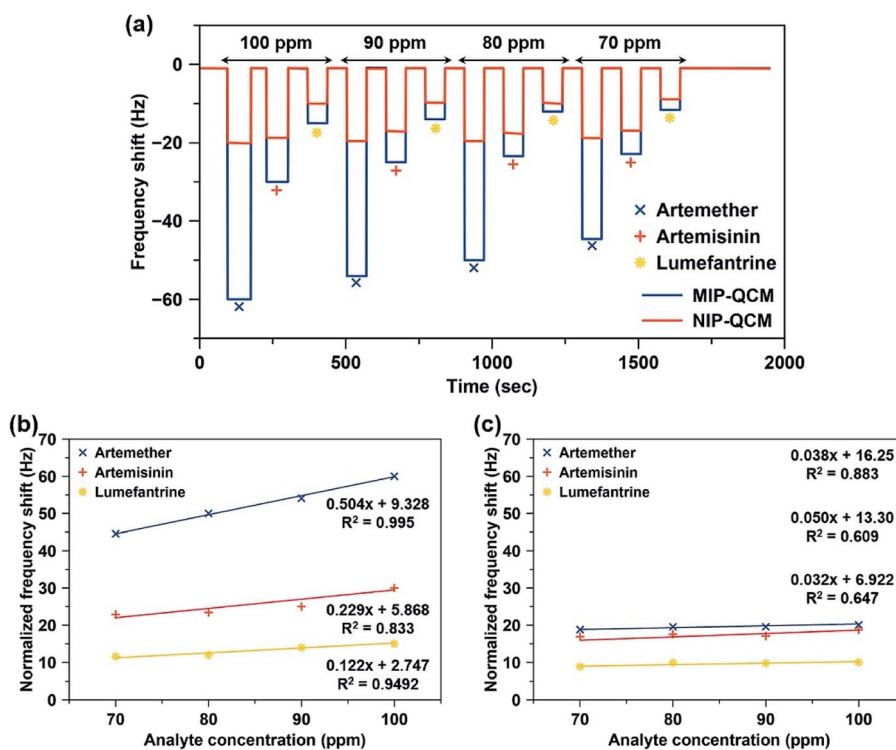 (a)
100 ppm 90 ppm 80 ppm 70 ppm
0
−20
−40
−60
Frequency shift (Hz)
Artemether
Artemisinin
Lumefantrine
MIP-QCM
NIP-QCM
0 500 1000 1500 2000
Time (sec)
(b)
70
60
50
40
30
20
10
0
Normalized frequency shift (Hz)
Artemether
Artemisinin
Lumefantrine
0.504x + 9.328
R² = 0.995
0.229x + 5.868
R² = 0.833
0.122x + 2.747
R² = 0.9492
70 80 90 100
Analyte concentration (ppm)
(c)
70
60
50
40
30
20
10
0
Normalized frequency shift (Hz)
Artemether
Artemisinin
Lumefantrine
0.038x + 16.25
R² = 0.883
0.050x + 13.30
R² = 0.609
0.032x + 6.922
R² = 0.647
70 80 90 100
Analyte concentration (ppm)